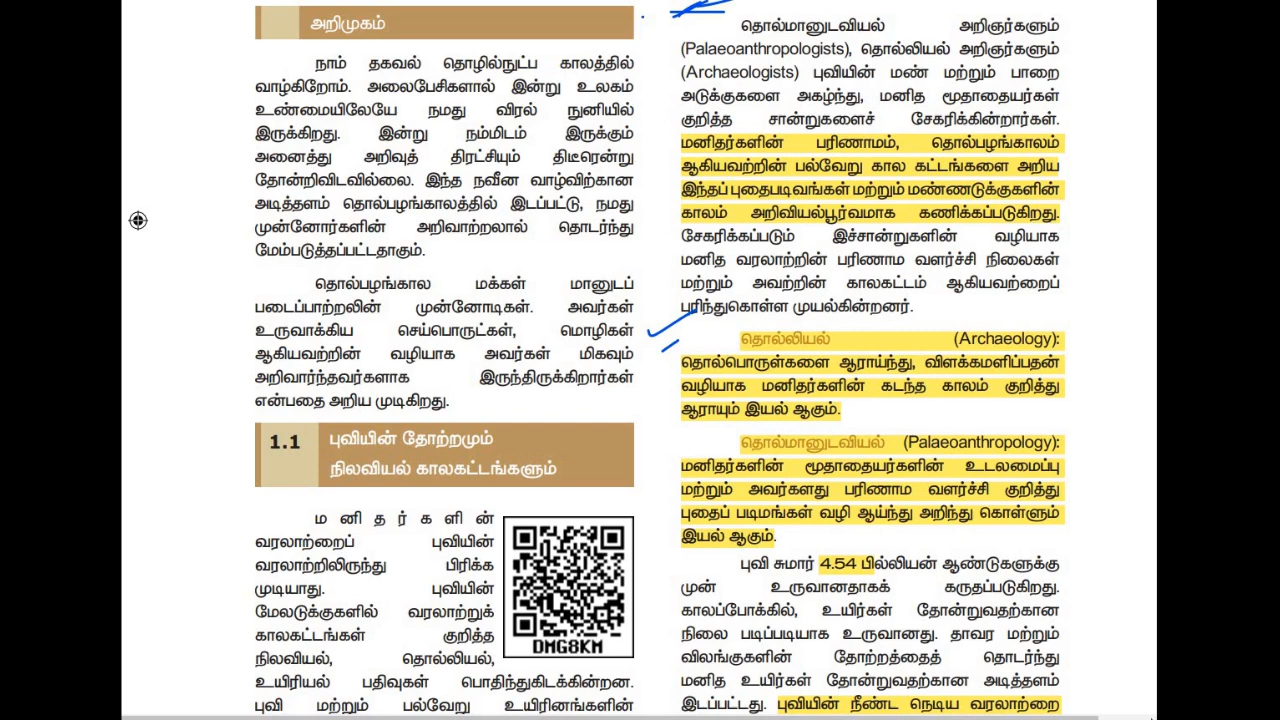 அறிமுகம்
நாம் தகவல் தொழில்நுட்ப காலத்தில்
வாழ்கிறோம். அலைபேசிகளால் இன்று உலகம்
உண்மையிலேயே நமது விரல் நுனியில்
இருக்கிறது. இன்று நம்மிடம் இருக்கும்
அனைத்து அறிவுத் திரட்சியும் திடீரென்று
தோன்றிவிடவில்லை. இந்த நவீன வாழ்விற்கான
அடித்தளம் தொல்பழங்காலத்தில் இடப்பட்டு, நமது
முன்னோர்களின் அறிவாற்றலால் தொடர்ந்து
மேம்படுத்தப்பட்டதாகும்.
தொல்பழங்கால மக்கள் மானுடப்
படைப்பாற்றலின் முன்னோடிகள். அவர்கள்
உருவாக்கிய செய்பொருட்கள், மொழிகள்
ஆகியவற்றின் வழியாக அவர்கள் மிகவும்
அறிவார்ந்தவர்களாக இருந்திருக்கிறார்கள்
என்பதை அறிய முடிகிறது.
1.1 புவியின் தோற்றமும்
நிலவியல் காலகட்டங்களும்
மனிதர்களின்
வரலாற்றைப் புவியின்
வரலாற்றிலிருந்து பிரிக்க
முடியாது. புவியின்
மேலடுக்குகளில் வரலாற்றுக்
காலகட்டங்கள் குறித்த
நிலவியல், தொல்லியல்,
உயிரியல் பதிவுகள் பொதிந்துகிடக்கின்றன.
புவி மற்றும் பல்வேறு உயிரினங்களின்
DMG8KM
தொல்மானுடவியல் அறிஞர்களும்
(Palaeoanthropologists), தொல்லியல் அறிஞர்களும்
(Archaeologists) புவியின் மண் மற்றும் பாறை
அடுக்குகளை அகழ்ந்து, மனித மூதாதையர்கள்
குறித்த சான்றுகளைச் சேகரிக்கின்றார்கள்.
மனிதர்களின் பரிணாமம், தொல்பழங்காலம்
ஆகியவற்றின் பல்வேறு கால கட்டங்களை அறிய
இந்தப் புதைபடிவங்கள் மற்றும் மண்ணடுக்குகளின்
காலம் அறிவியல்பூர்வமாக கணிக்கப்படுகிறது.
சேகரிக்கப்படும் இச்சான்றுகளின் வழியாக
மனித வரலாற்றின் பரிணாம வளர்ச்சி நிலைகள்
மற்றும் அவற்றின் காலகட்டம் ஆகியவற்றைப்
புரிந்துகொள்ள முயல்கின்றனர்.
தொல்லியல் (Archaeology):
தொல்பொருள்களை ஆராய்ந்து, விளக்கமளிப்பதன்
வழியாக மனிதர்களின் கடந்த காலம் குறித்து
ஆராயும் இயல் ஆகும்.
தொல்மானுடவியல் (Palaeoanthropology):
மனிதர்களின் மூதாதையர்களின் உடலமைப்பு
மற்றும் அவர்களது பரிணாம வளர்ச்சி குறித்து
புதைப் படிமங்கள் வழி ஆய்ந்து அறிந்து கொள்ளும்
இயல் ஆகும்.
புவி சுமார் 4.54 பில்லியன் ஆண்டுகளுக்கு
முன் உருவானதாகக் கருதப்படுகிறது.
காலப்போக்கில், உயிர்கள் தோன்றுவதற்கான
நிலை படிப்படியாக உருவானது. தாவர மற்றும்
விலங்குகளின் தோற்றத்தைத் தொடர்ந்து
மனித உயிர்கள் தோன்றுவதற்கான அடித்தளம்
இடப்பட்டது. புவியின் நீண்ட நெடிய வரலாற்றை